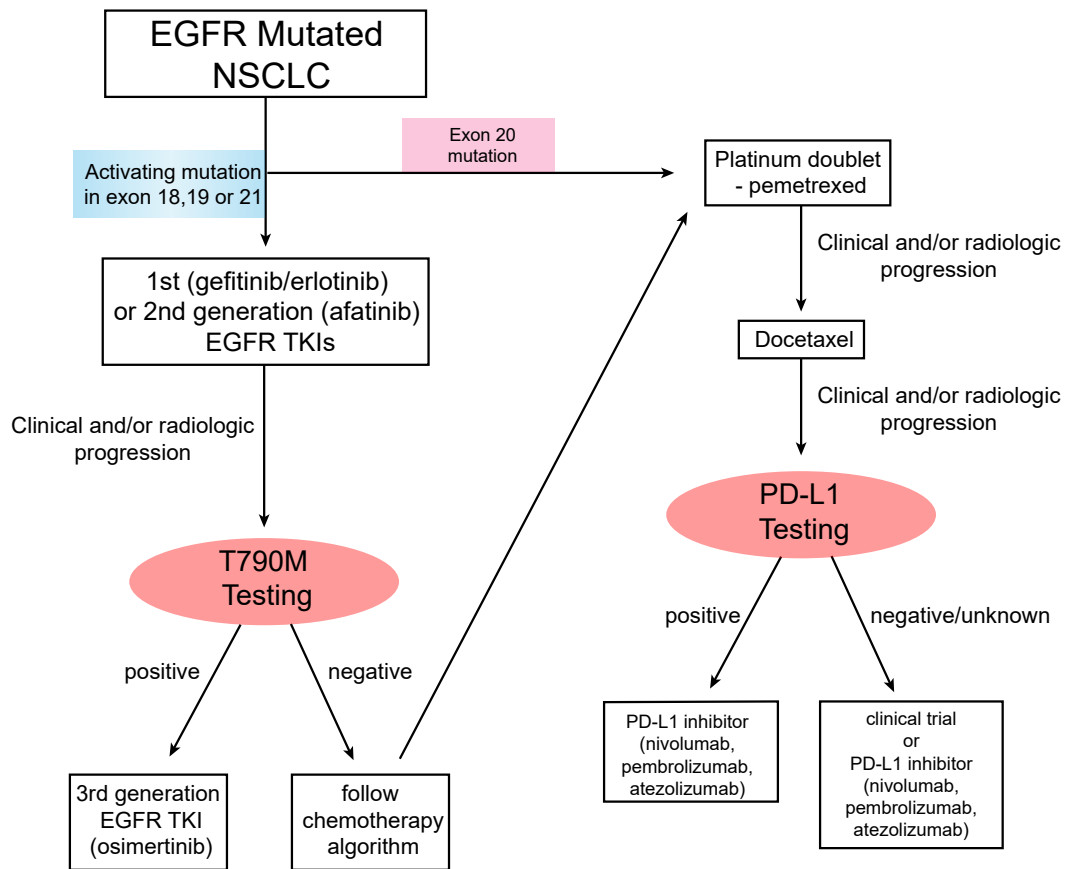 EGFR Mutated
NSCLC
Exon 20
mutation
Activating mutation
in exon 18,19 or 21
Platinum doublet
- pemetrexed
Clinical and/or radiologic
progression
1st (gefitinib/erlotinib)
or 2nd generation (afatinib)
EGFR TKIs
Docetaxel
Clinical and/or radiologic
progression
Clinical and/or radiologic
progression
PD-L1
Testing
T790M
Testing
positive
negative/unknown
positive
negative
PD-L1 inhibitor
(nivolumab,
pembrolizumab,
atezolizumab)
clinical trial
or
PD-L1 inhibitor
(nivolumab,
pembrolizumab,
atezolizumab)
3rd generation
EGFR TKI
(osimertinib)
follow
chemotherapy
algorithm